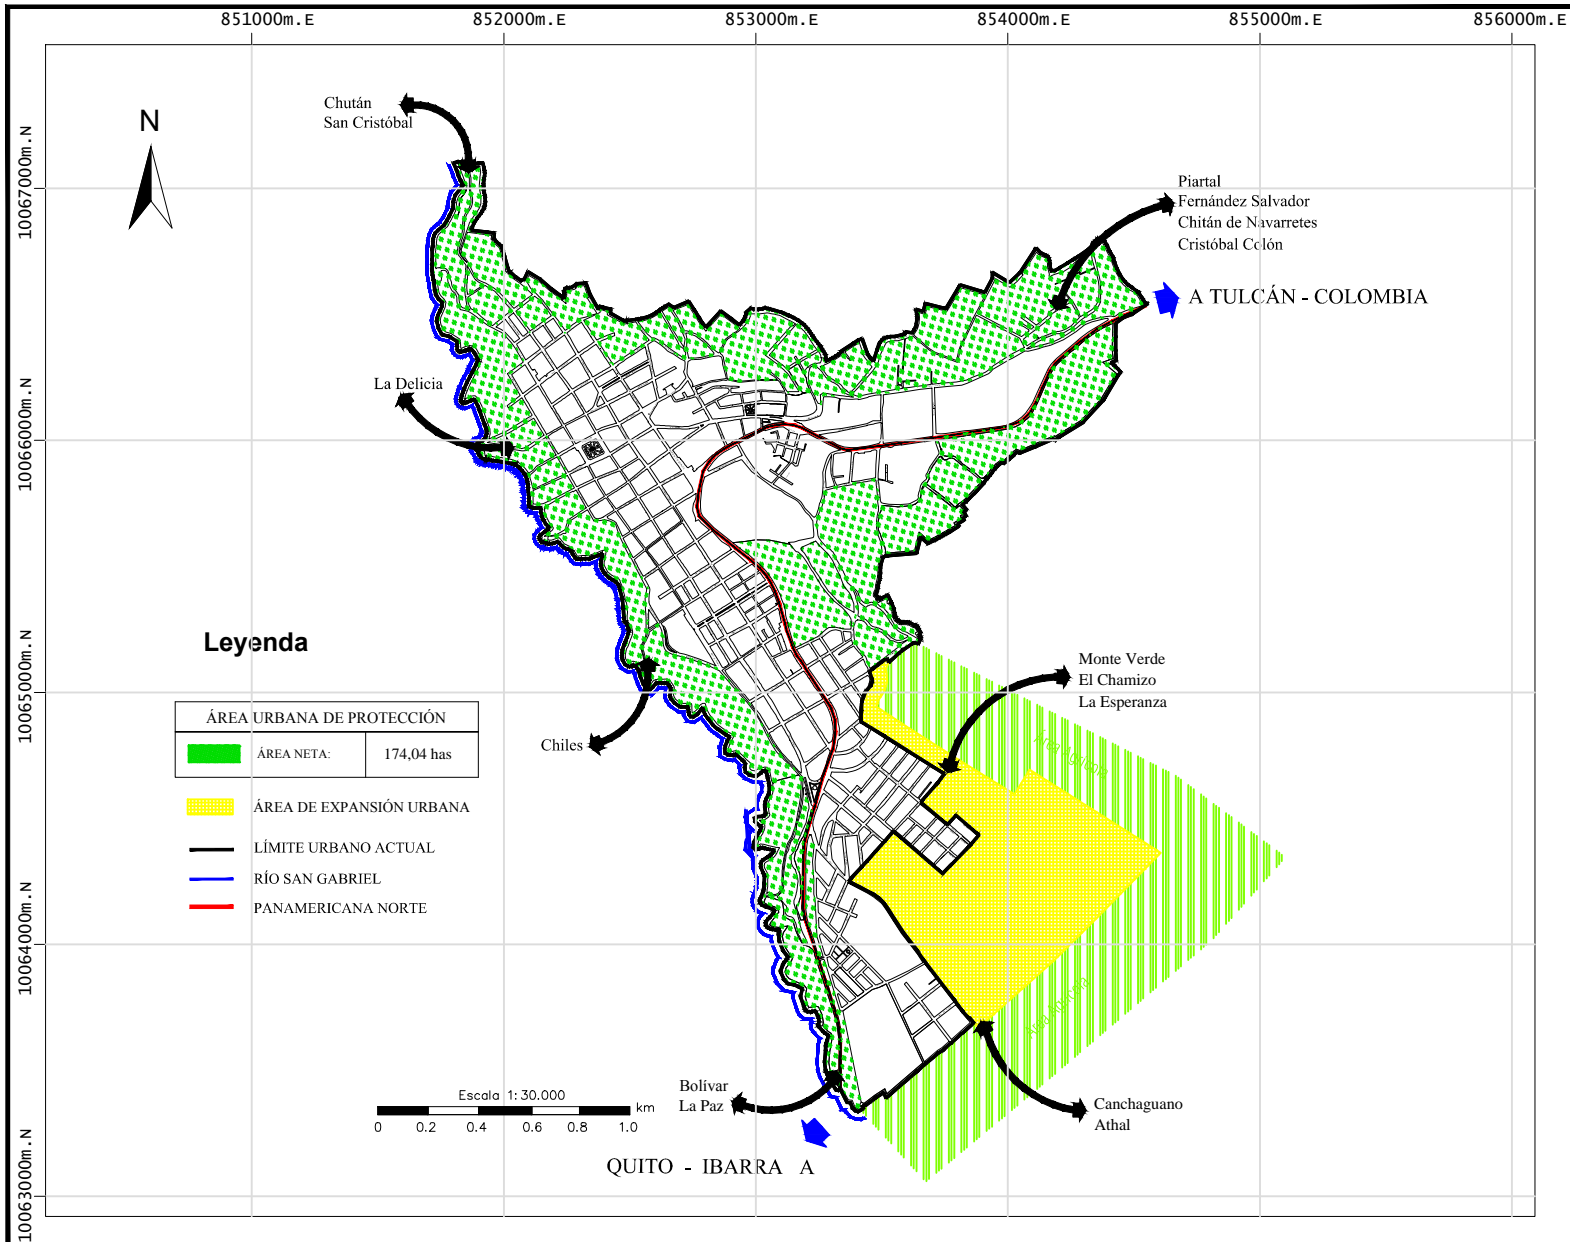 851000m.E
852000m.E
853000m.E
854000m.E
855000m.E
856000m.E
10067000m.N
10066000m.N
10065000m.N
10064000m.N
10063000m.N
N
Chután
San Cristóbal
Piartal
Fernández Salvador
Chitán de Navarretes
Cristóbal Colón
A TULCÁN - COLOMBIA
La Delicia
Leyenda
ÁREA URBANA DE PROTECCIÓN
ÁREA NETA: 174,04 has
ÁREA DE EXPANSIÓN URBANA
LÍMITE URBANO ACTUAL
RÍO SAN GABRIEL
PANAMERICANA NORTE
Chiles
Monte Verde
El Chamizo
La Esperanza
Área Agrícola
Área Agrícola
Escala 1:30.000
km
0 0.2 0.4 0.6 0.8 1.0
Bolívar
La Paz
Canchaguano
Athal
QUITO - IBARRA A